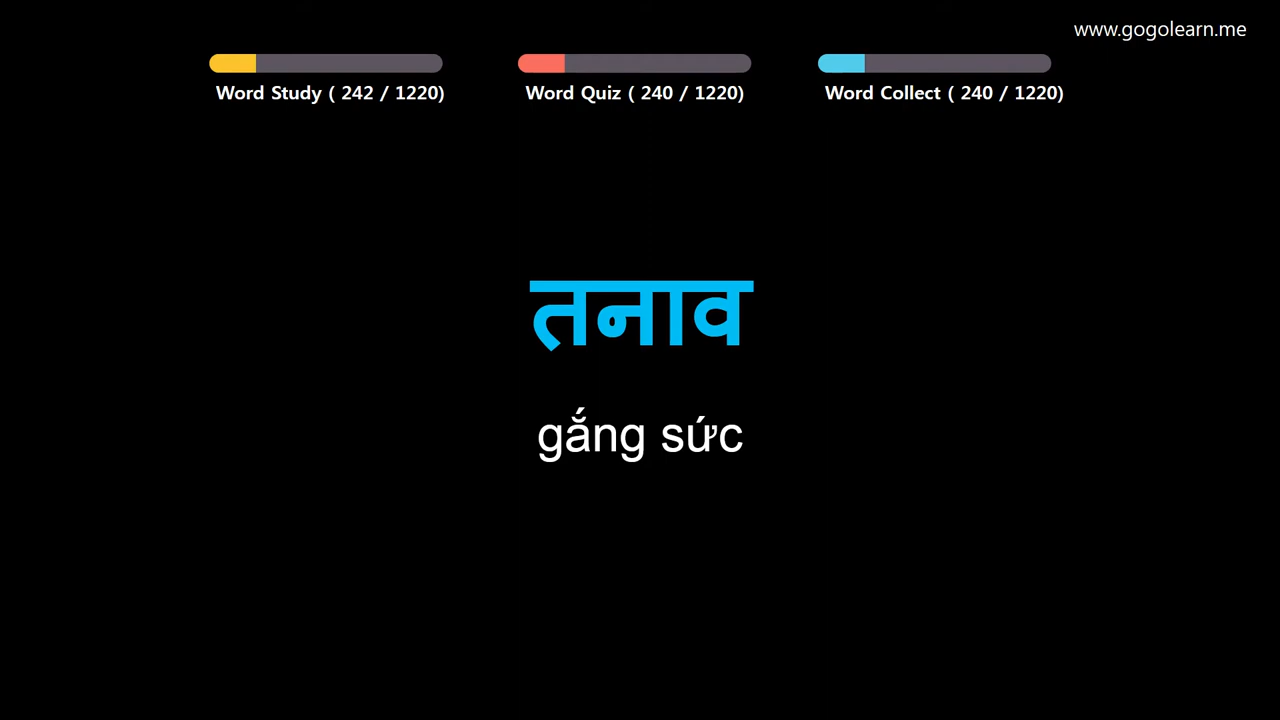 www.gogolearn.me
Word Study ( 242 / 1220)
Word Quiz ( 240 / 1220)
Word Collect ( 240 / 1220)
तनाव
gắng sức